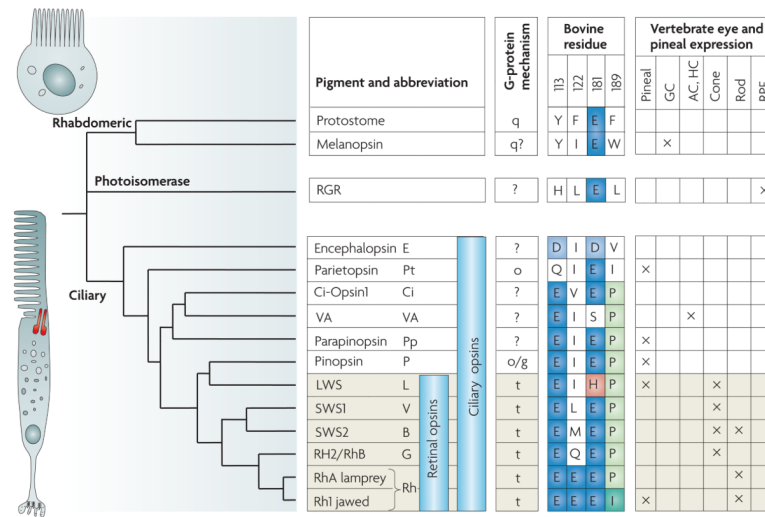 Pigment and abbreviation
G-protein mechanism
Bovine residue
113 122 181 189
Vertebrate eye and pineal expression
Pineal GC AC, HC Cone Rod RPE
Rhabdomeric
Protostome q Y F E F
Melanopsin q? Y I E W ×
Photoisomerase
RGR ? H L E L ×
Ciliary
Encephalopsin E ? D I D V
Parietopsin Pt o Q I E I ×
Ci-Opsin1 Ci ? E V E P
VA VA ? E I S P ×
Parapinopsin Pp ? E I E P ×
Pinopsin P o/g E I E P ×
LWS L t E I H P × ×
SWS1 V t E L E P ×
SWS2 B t E M E P × ×
RH2/RhB G t E Q E P ×
RhA lamprey t E E E P ×
Rh
Rh1 jawed t E E E I × ×
Retinal opsins
Ciliary opsins